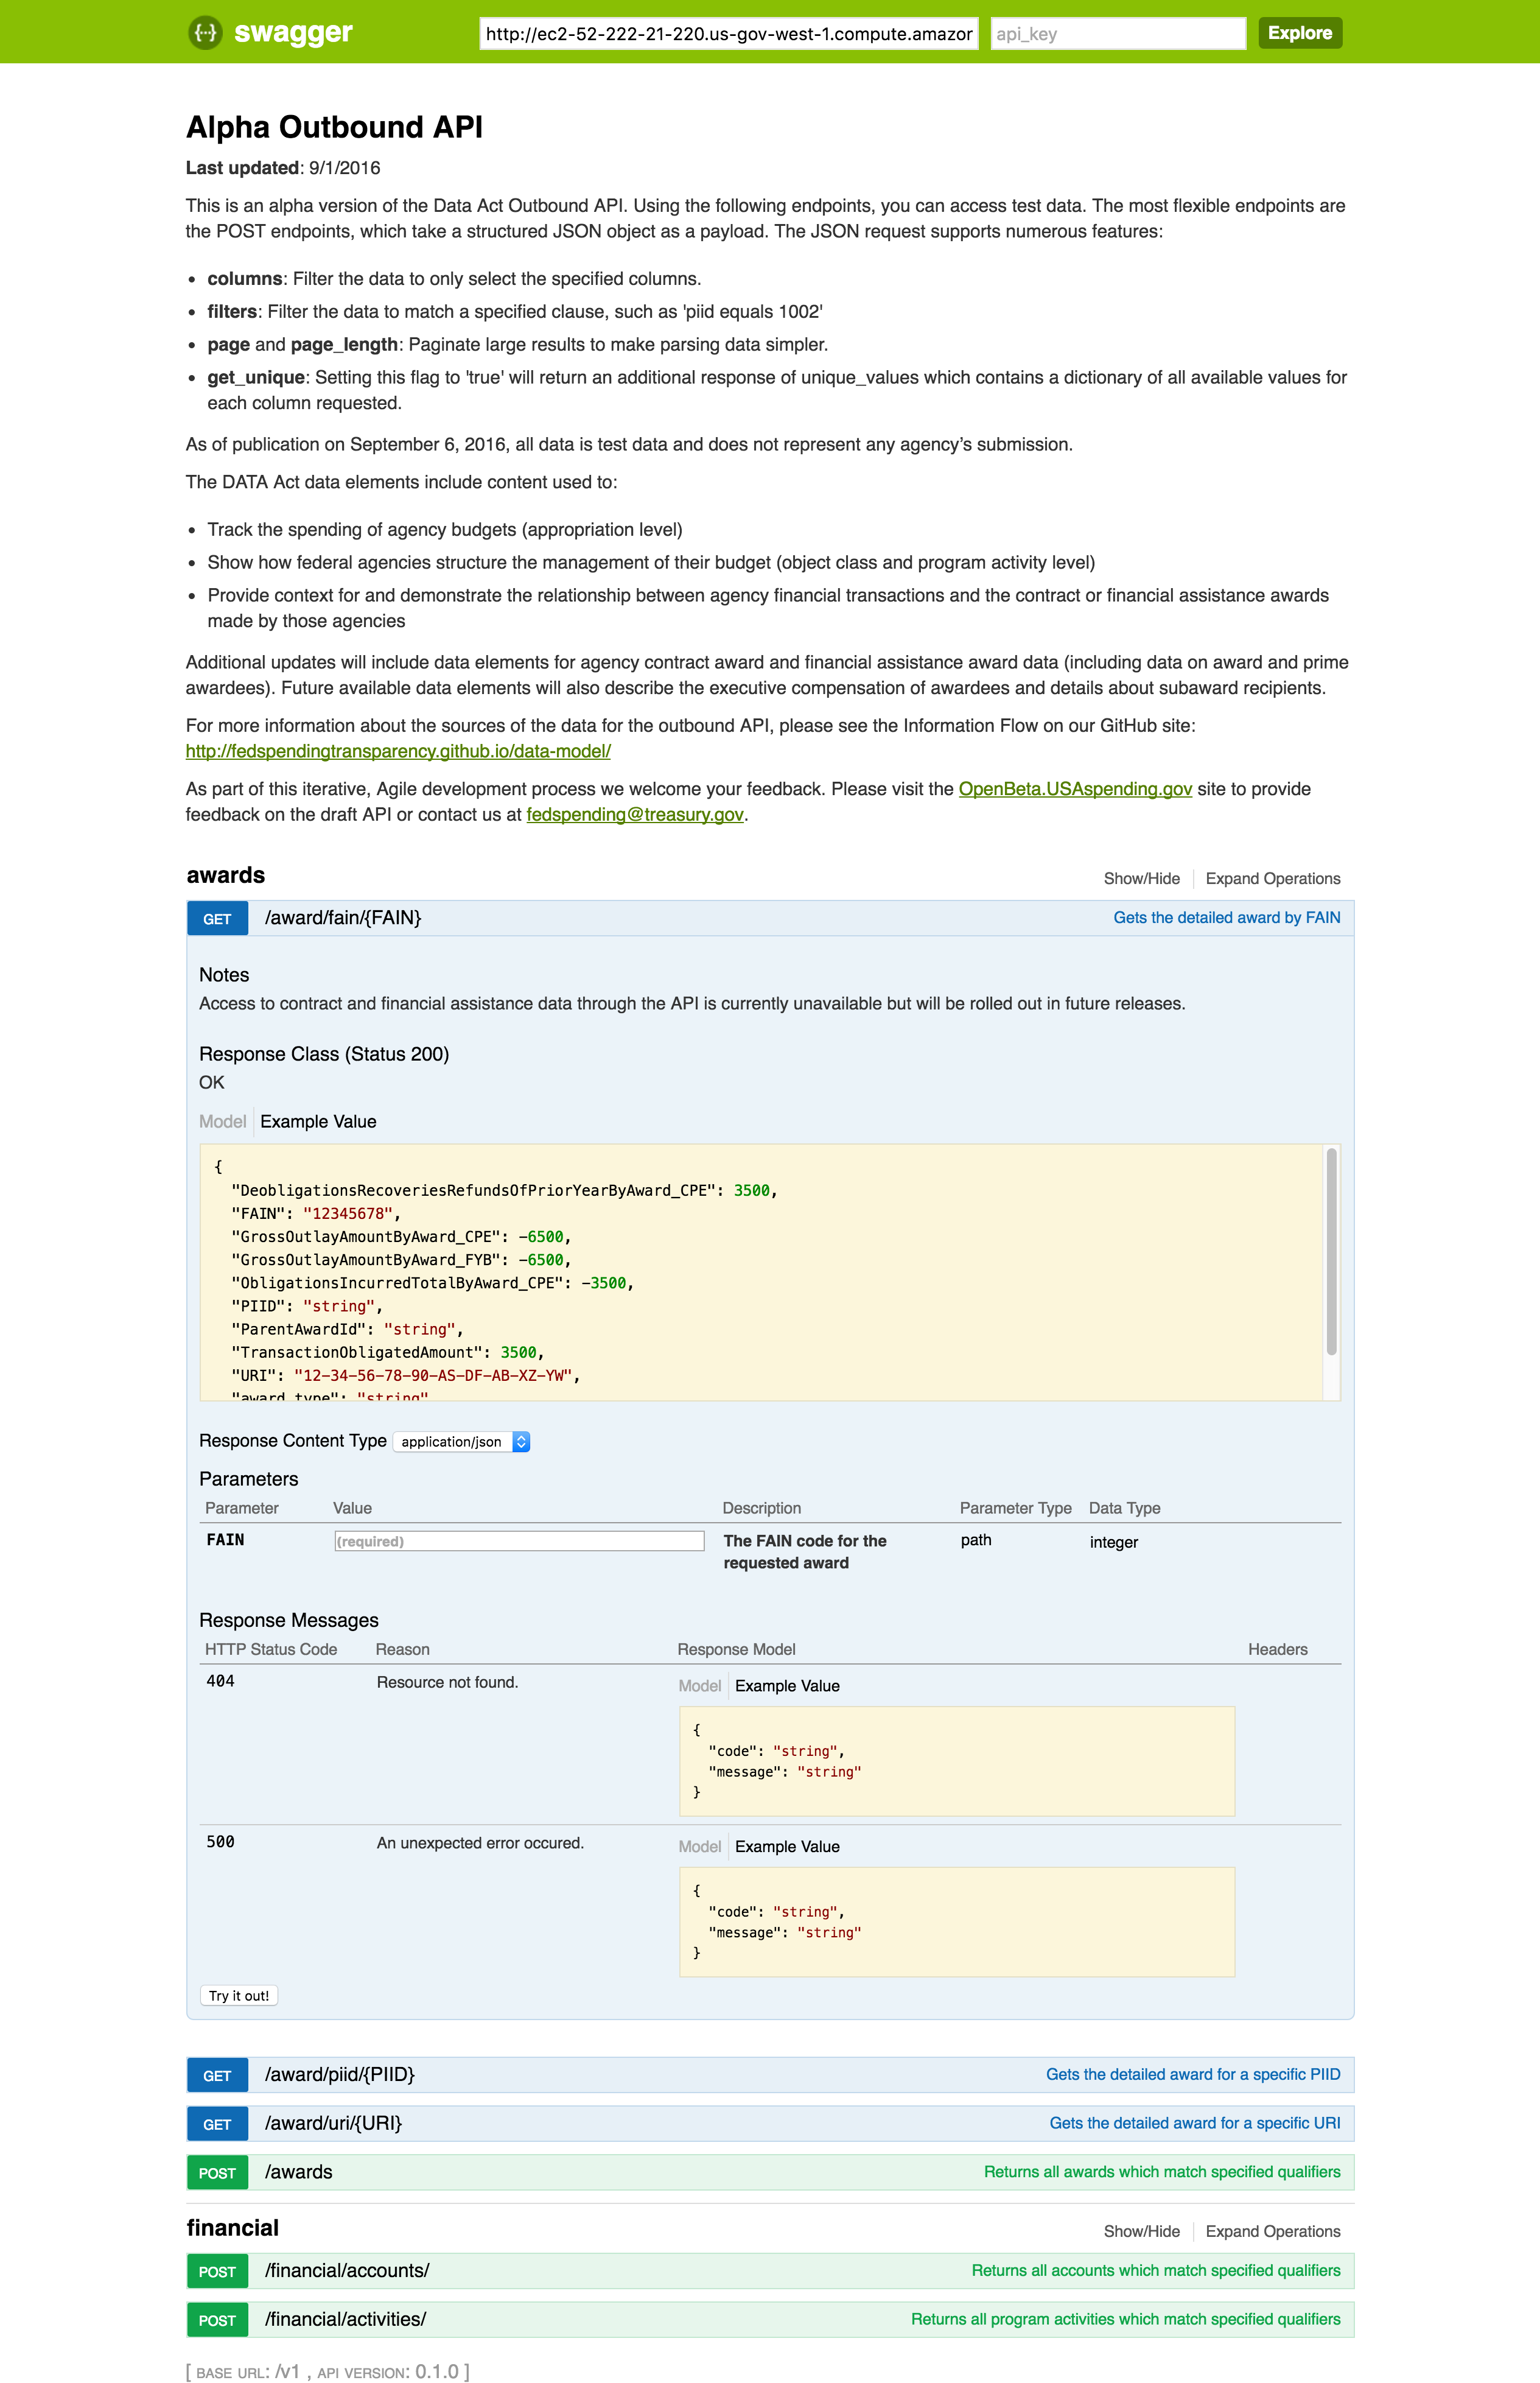 swagger
http://ec2-52-222-21-220.us-gov-west-1.compute.amazor
api_key
Explore
Alpha Outbound API
Last updated: 9/1/2016
This is an alpha version of the Data Act Outbound API. Using the following endpoints, you can access test data. The most flexible endpoints are
the POST endpoints, which take a structured JSON object as a payload. The JSON request supports numerous features:
• columns: Filter the data to only select the specified columns.
• filters: Filter the data to match a specified clause, such as 'piid equals 1002'
• page and page_length: Paginate large results to make parsing data simpler.
• get_unique: Setting this flag to 'true' will return an additional response of unique_values which contains a dictionary of all available values for
each column requested.
As of publication on September 6, 2016, all data is test data and does not represent any agency’s submission.
The DATA Act data elements include content used to:
• Track the spending of agency budgets (appropriation level)
• Show how federal agencies structure the management of their budget (object class and program activity level)
• Provide context for and demonstrate the relationship between agency financial transactions and the contract or financial assistance awards
made by those agencies
Additional updates will include data elements for agency contract award and financial assistance award data (including data on award and prime
awardees). Future available data elements will also describe the executive compensation of awardees and details about subaward recipients.
For more information about the sources of the data for the outbound API, please see the Information Flow on our GitHub site:
http://fedspendingtransparency.github.io/data-model/
As part of this iterative, Agile development process we welcome your feedback. Please visit the OpenBeta.USAspending.gov site to provide
feedback on the draft API or contact us at fedspending@treasury.gov.
awards Show/Hide Expand Operations
GET /award/fain/{FAIN} Gets the detailed award by FAIN
Notes
Access to contract and financial assistance data through the API is currently unavailable but will be rolled out in future releases.
Response Class (Status 200)
OK
Model Example Value
{
"DeobligationsRecoveriesRefundsOfPriorYearByAward_CPE": 3500,
"FAIN": "12345678",
"GrossOutlayAmountByAward_CPE": -6500,
"GrossOutlayAmountByAward_FYB": -6500,
"ObligationsIncurredTotalByAward_CPE": -3500,
"PIID": "string",
"ParentAwardId": "string",
"TransactionObligatedAmount": 3500,
"URI": "12-34-56-78-90-AS-DF-AB-XZ-YW",
"award_type": "string"
Response Content Type application/json
Parameters
Parameter Value Description Parameter Type Data Type
FAIN (required) The FAIN code for the path integer
requested award
Response Messages
HTTP Status Code Reason Response Model Headers
404 Resource not found. Model Example Value
{
"code": "string",
"message": "string"
}
500 An unexpected error occured. Model Example Value
{
"code": "string",
"message": "string"
}
Try it out!
GET /award/piid/{PIID} Gets the detailed award for a specific PIID
GET /award/uri/{URI} Gets the detailed award for a specific URI
POST /awards Returns all awards which match specified qualifiers
financial Show/Hide Expand Operations
POST /financial/accounts/ Returns all accounts which match specified qualifiers
POST /financial/activities/ Returns all program activities which match specified qualifiers
[ BASE URL: /v1 , API VERSION: 0.1.0 ]